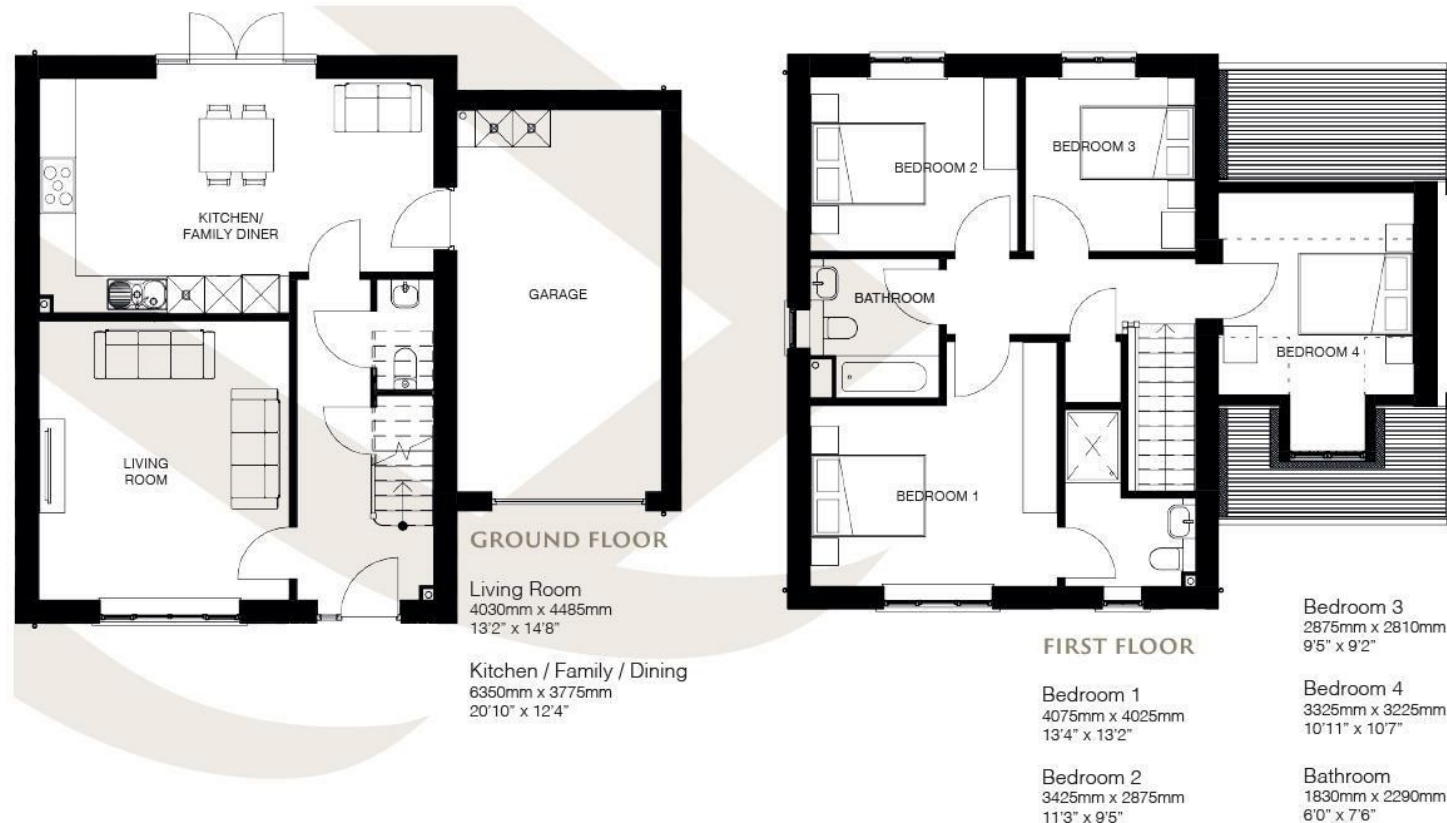 KITCHEN/
FAMILY DINER
GARAGE
LIVING
ROOM
GROUND FLOOR
Living Room
4030mm x 4485mm
13'2" x 14'8"
Kitchen / Family / Dining
6350mm x 3775mm
20'10" x 12'4"
BEDROOM 2
BEDROOM 3
BATHROOM
BEDROOM 4
BEDROOM 1
FIRST FLOOR
Bedroom 1
4075mm x 4025mm
13'4" x 13'2"
Bedroom 2
3425mm x 2875mm
11'3" x 9'5"
Bedroom 3
2875mm x 2810mm
9'5" x 9'2"
Bedroom 4
3325mm x 3225mm
10'11" x 10'7"
Bathroom
1830mm x 2290mm
6'0" x 7'6"